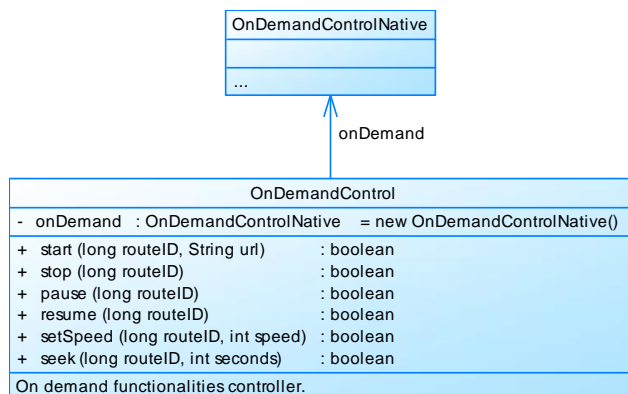 OnDemandControlNative
...
onDemand
OnDemandControl
- onDemand : OnDemandControlNative = new OnDemandControlNative()
+ start (long routeID, String url) : boolean
+ stop (long routeID) : boolean
+ pause (long routeID) : boolean
+ resume (long routeID) : boolean
+ setSpeed (long routeID, int speed) : boolean
+ seek (long routeID, int seconds) : boolean
On demand functionalities controller.